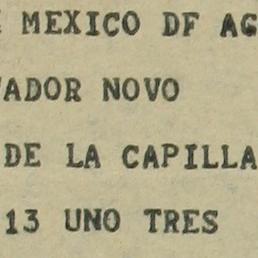 MEXICO DF AG
VADOR NOVO
DE LA CAPILLA
13 UNO TRES